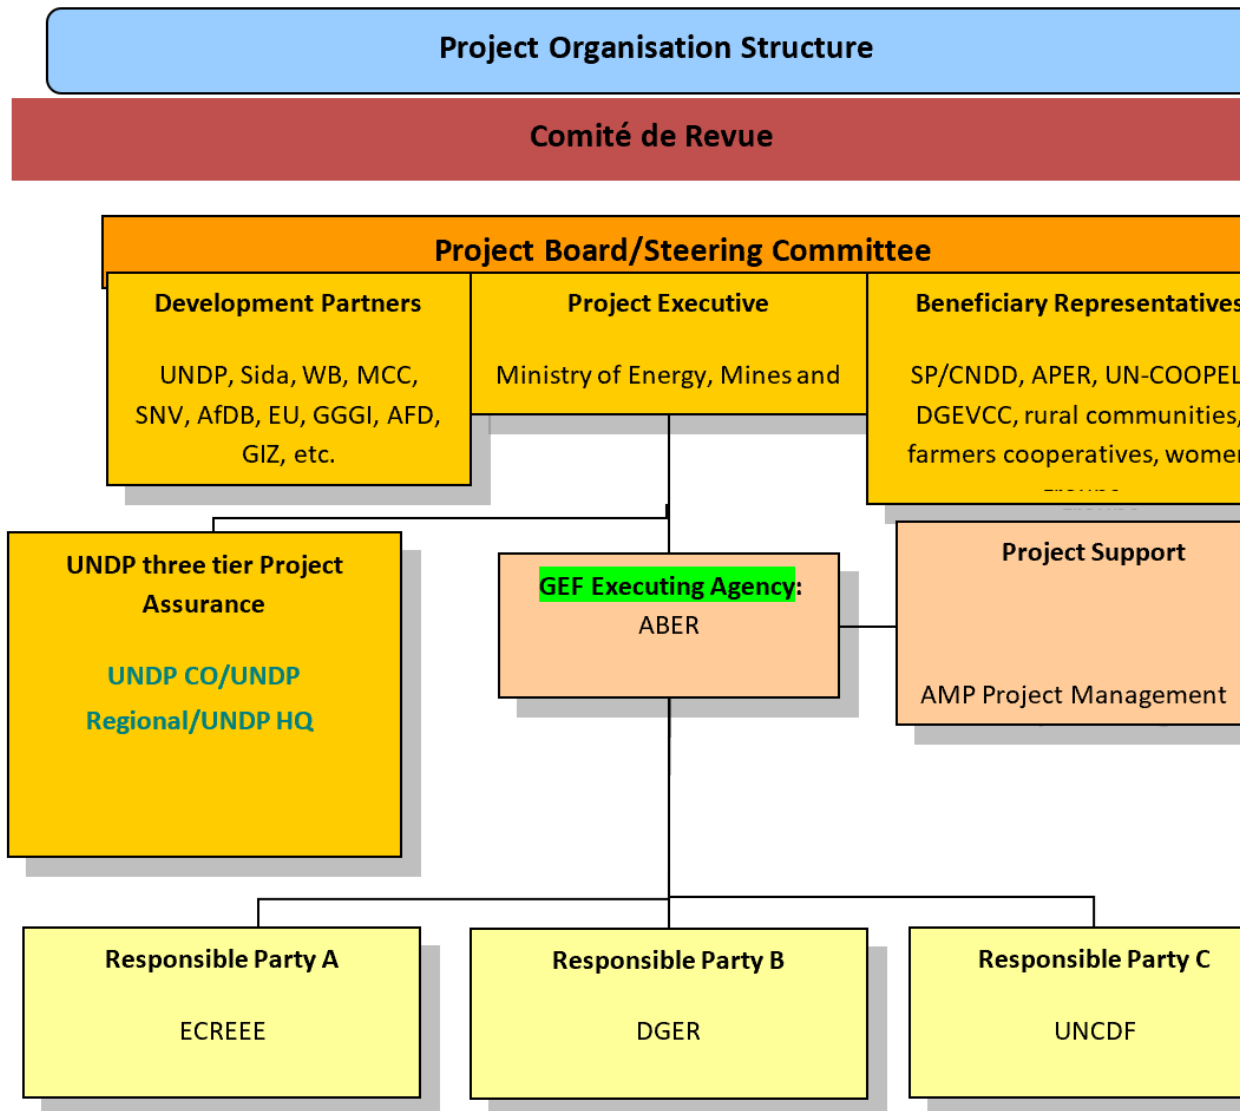 Project Organisation Structure
Comité de Revue
Project Board/Steering Committee
Development Partners
UNDP, Sida, WB, MCC,
SNV, AfDB, EU, GGGI, AFD,
GIZ, etc.
Project Executive
Ministry of Energy, Mines and
Beneficiary Representatives
SP/CNDD, APER, UN-COOPEL
DGEVCC, rural communities,
farmers cooperatives, women
UNDP three tier Project
Assurance
UNDP CO/UNDP
Regional/UNDP HQ
GEF Executing Agency:
ABER
Project Support
AMP Project Management
Responsible Party A
ECREEE
Responsible Party B
DGER
Responsible Party C
UNCDF